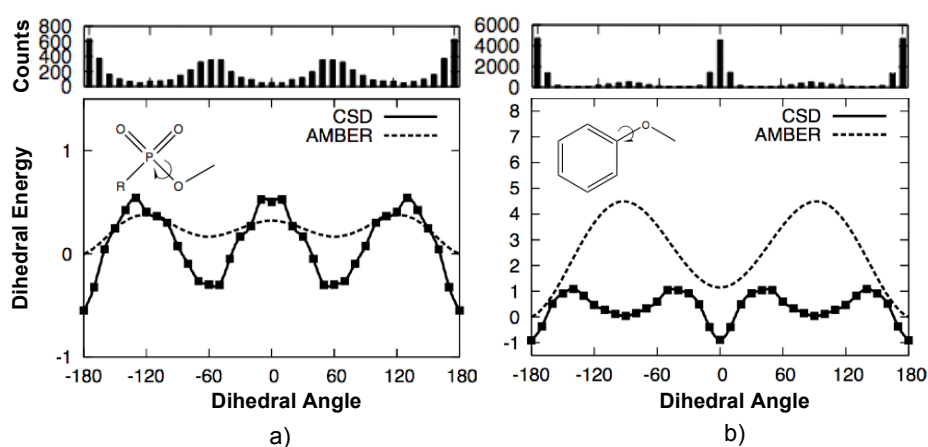 Counts
800
600
400
200
0
Dihedral Energy
1
0
-1
CSD
AMBER
O
O
P
R
O
-180
-120
-60
0
60
120
180
Dihedral Angle
a)
6000
4000
2000
0
8
7
6
5
4
3
2
1
0
-1
CSD
AMBER
O
-180
-120
-60
0
60
120
180
Dihedral Angle
b)